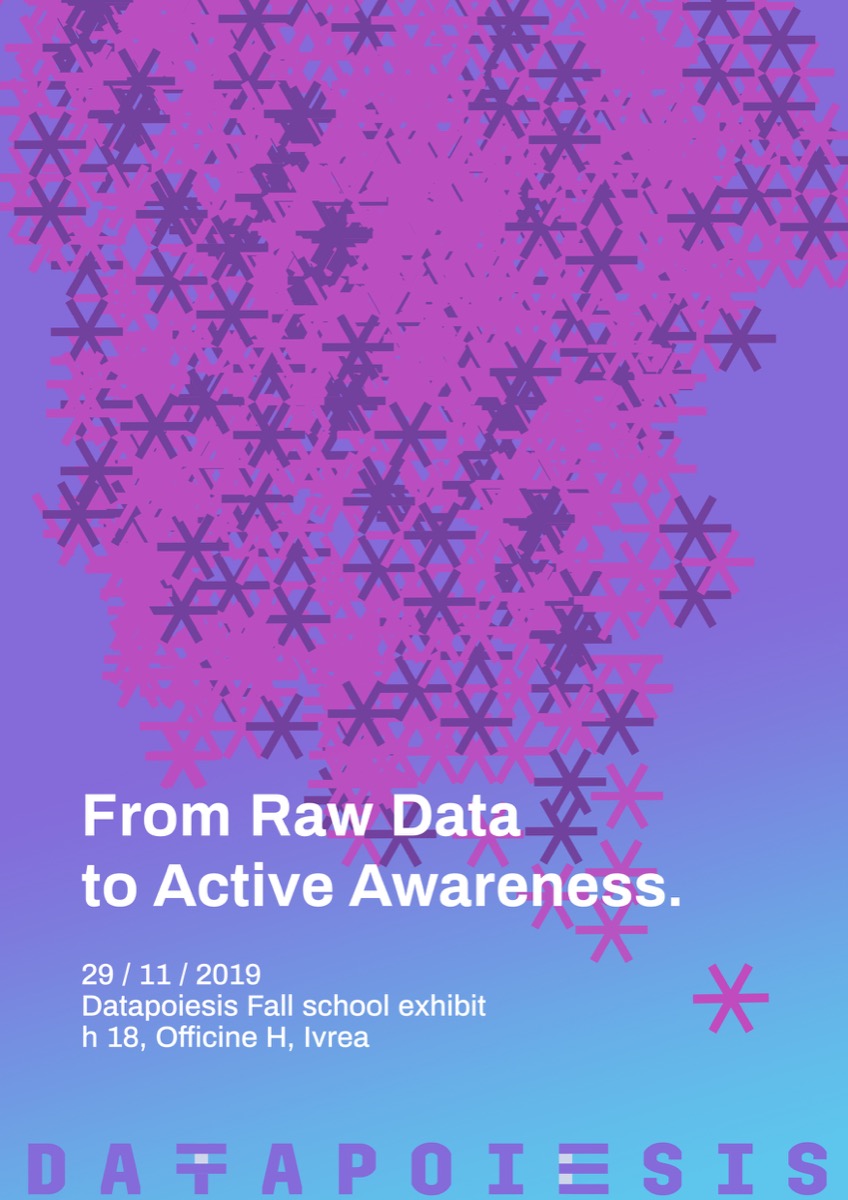 From Raw Data
to Active Awareness.
29 / 11 / 2019
Datapoiesis Fall school exhibit
h 18, Officine H, Ivrea
DATAPOIESIS